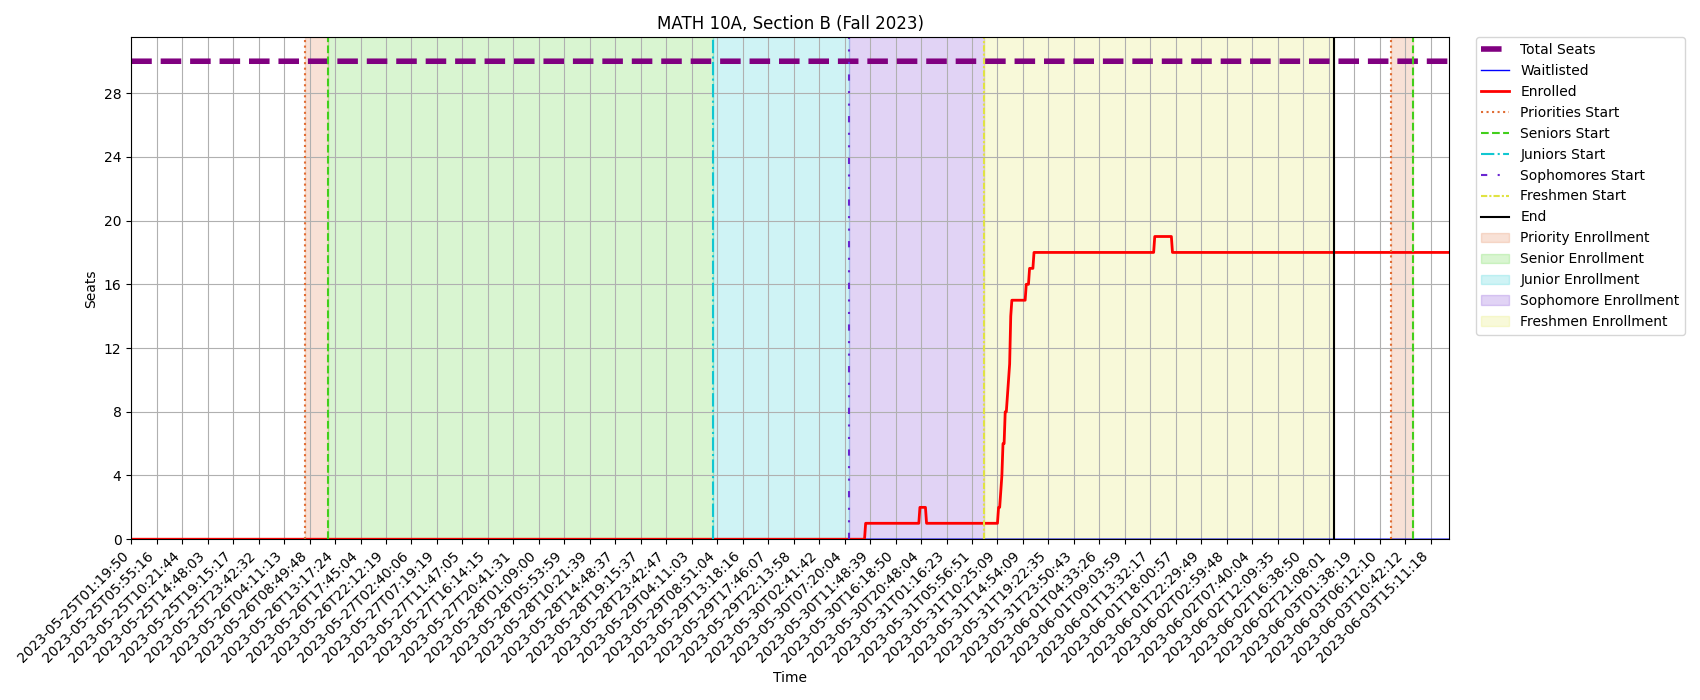 MATH 10A, Section B (Fall 2023)
Seats
28
24
20
16
12
8
4
0
2023-05-25T01:19:50
2023-05-25T05:55:16
2023-05-25T10:21:44
2023-05-25T14:48:03
2023-05-25T19:15:17
2023-05-25T23:42:32
2023-05-26T04:11:13
2023-05-26T08:49:48
2023-05-26T13:17:24
2023-05-26T17:45:04
2023-05-26T22:12:19
2023-05-27T02:40:06
2023-05-27T07:19:19
2023-05-27T11:47:05
2023-05-27T16:14:15
2023-05-27T20:41:31
2023-05-28T01:09:00
2023-05-28T05:53:59
2023-05-28T10:21:39
2023-05-28T14:48:37
2023-05-28T19:15:37
2023-05-28T23:42:47
2023-05-29T04:11:03
2023-05-29T08:51:04
2023-05-29T13:18:16
2023-05-29T17:46:07
2023-05-29T22:13:58
2023-05-30T02:41:42
2023-05-30T07:20:04
2023-05-30T11:48:39
2023-05-30T16:18:50
2023-05-30T20:48:04
2023-05-31T01:16:23
2023-05-31T05:56:51
2023-05-31T10:25:09
2023-05-31T14:54:09
2023-05-31T19:22:35
2023-05-31T23:50:43
2023-06-01T04:33:26
2023-06-01T09:03:59
2023-06-01T13:32:17
2023-06-01T18:00:57
2023-06-01T22:29:49
2023-06-02T02:59:48
2023-06-02T07:40:04
2023-06-02T12:09:35
2023-06-02T16:38:50
2023-06-02T21:08:01
2023-06-03T01:38:19
2023-06-03T06:12:10
2023-06-03T10:42:12
2023-06-03T15:11:18
Time
Total Seats
Waitlisted
Enrolled
Priorities Start
Seniors Start
Juniors Start
Sophomores Start
Freshmen Start
End
Priority Enrollment
Senior Enrollment
Junior Enrollment
Sophomore Enrollment
Freshmen Enrollment